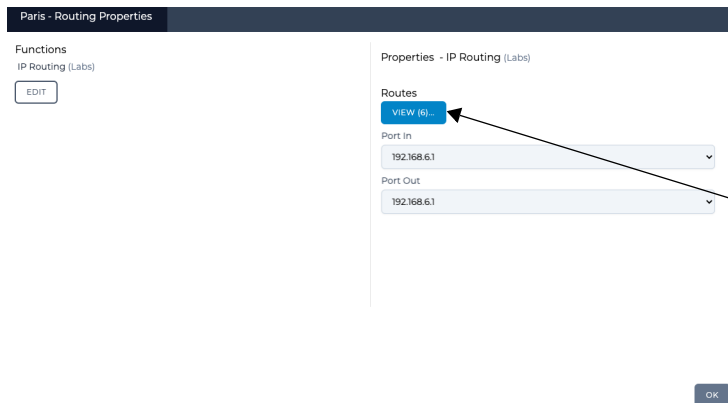 Paris - Routing Properties
Functions
IP Routing (Labs)
EDIT
Properties - IP Routing (Labs)
Routes
VIEW (6)...
Port In
192.168.6.1
Port Out
192.168.6.1
OK